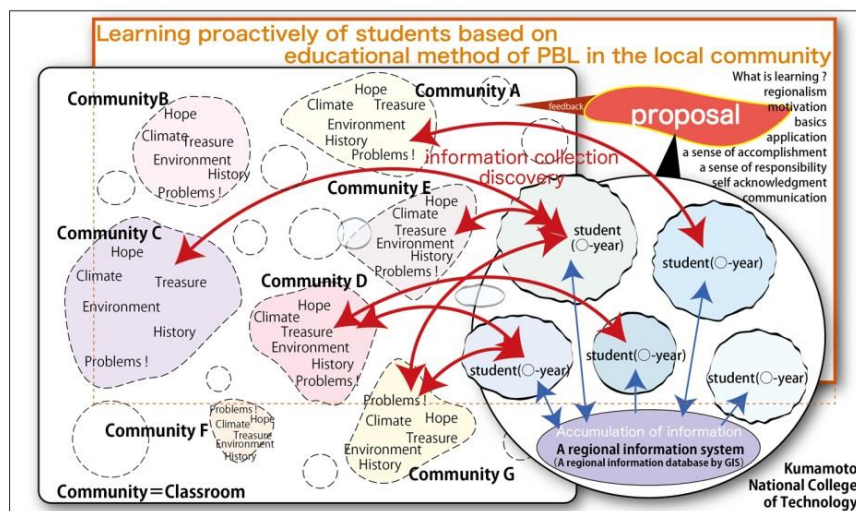 Learning proactively of students based on
educational method of PBL in the local community
CommunityB
Hope
Climate
Treasure
Environment
History
Problems !
Community A
Hope
Climate
Treasure
Environment
History
Problems !
feedback
proposal
What is learning ?
regionalism
motivation
basics
application
a sense of accomplishment
a sense of responsibility
self acknowledgment
communication
information collection
discovery
Community E
Hope
Climate
Treasure
Environment
History
Problems !
Community C
Hope
Climate
Treasure
Environment
History
Problems !
Community D
Hope
Climate
Treasure
Environment
History
Problems !
student
(○-year)
student(○-year)
student(○-year)
student(○-year)
student(○-year)
Community F
Problems !
Hope
Climate
Treasure
Environment
History
Problems !
Climate
Hope
Treasure
Environment
History
Community G
Accumulation of information
A regional information system
(A regional information database by GIS)
Community＝Classroom
Kumamoto
National College
of Technology